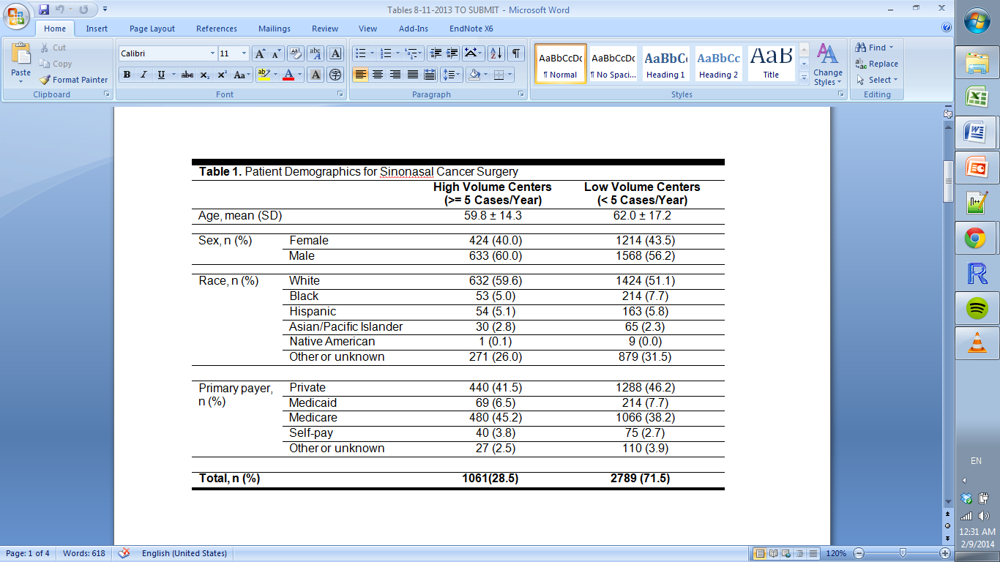 Tables 8-11-2013 TO SUBMIT - Microsoft Word
Home Insert Page Layout References Mailings Review View Add-Ins EndNote X6
Paste
Cut
Copy
Format Painter
Clipboard
Calibri 11
B I U abc X₂ X² Aa
Font
Paragraph
AaBbCcDc AaBbCcDc AaBbC AaBbCc AaB
¶ Normal ¶ No Spaci... Heading 1 Heading 2 Title
Change Styles
Styles
Find
Replace
Select
Editing
Table 1. Patient Demographics for Sinonasal Cancer Surgery
High Volume Centers Low Volume Centers
(>= 5 Cases/Year) (< 5 Cases/Year)
Age, mean (SD) 59.8 ± 14.3 62.0 ± 17.2
Sex, n (%) Female 424 (40.0) 1214 (43.5)
Male 633 (60.0) 1568 (56.2)
Race, n (%) White 632 (59.6) 1424 (51.1)
Black 53 (5.0) 214 (7.7)
Hispanic 54 (5.1) 163 (5.8)
Asian/Pacific Islander 30 (2.8) 65 (2.3)
Native American 1 (0.1) 9 (0.0)
Other or unknown 271 (26.0) 879 (31.5)
Primary payer, n (%) Private 440 (41.5) 1288 (46.2)
Medicaid 69 (6.5) 214 (7.7)
Medicare 480 (45.2) 1066 (38.2)
Self-pay 40 (3.8) 75 (2.7)
Other or unknown 27 (2.5) 110 (3.9)
Total, n (%) 1061(28.5) 2789 (71.5)
Page: 1 of 4 Words: 618 English (United States) 120%
EN
12:31 AM
2/9/2014